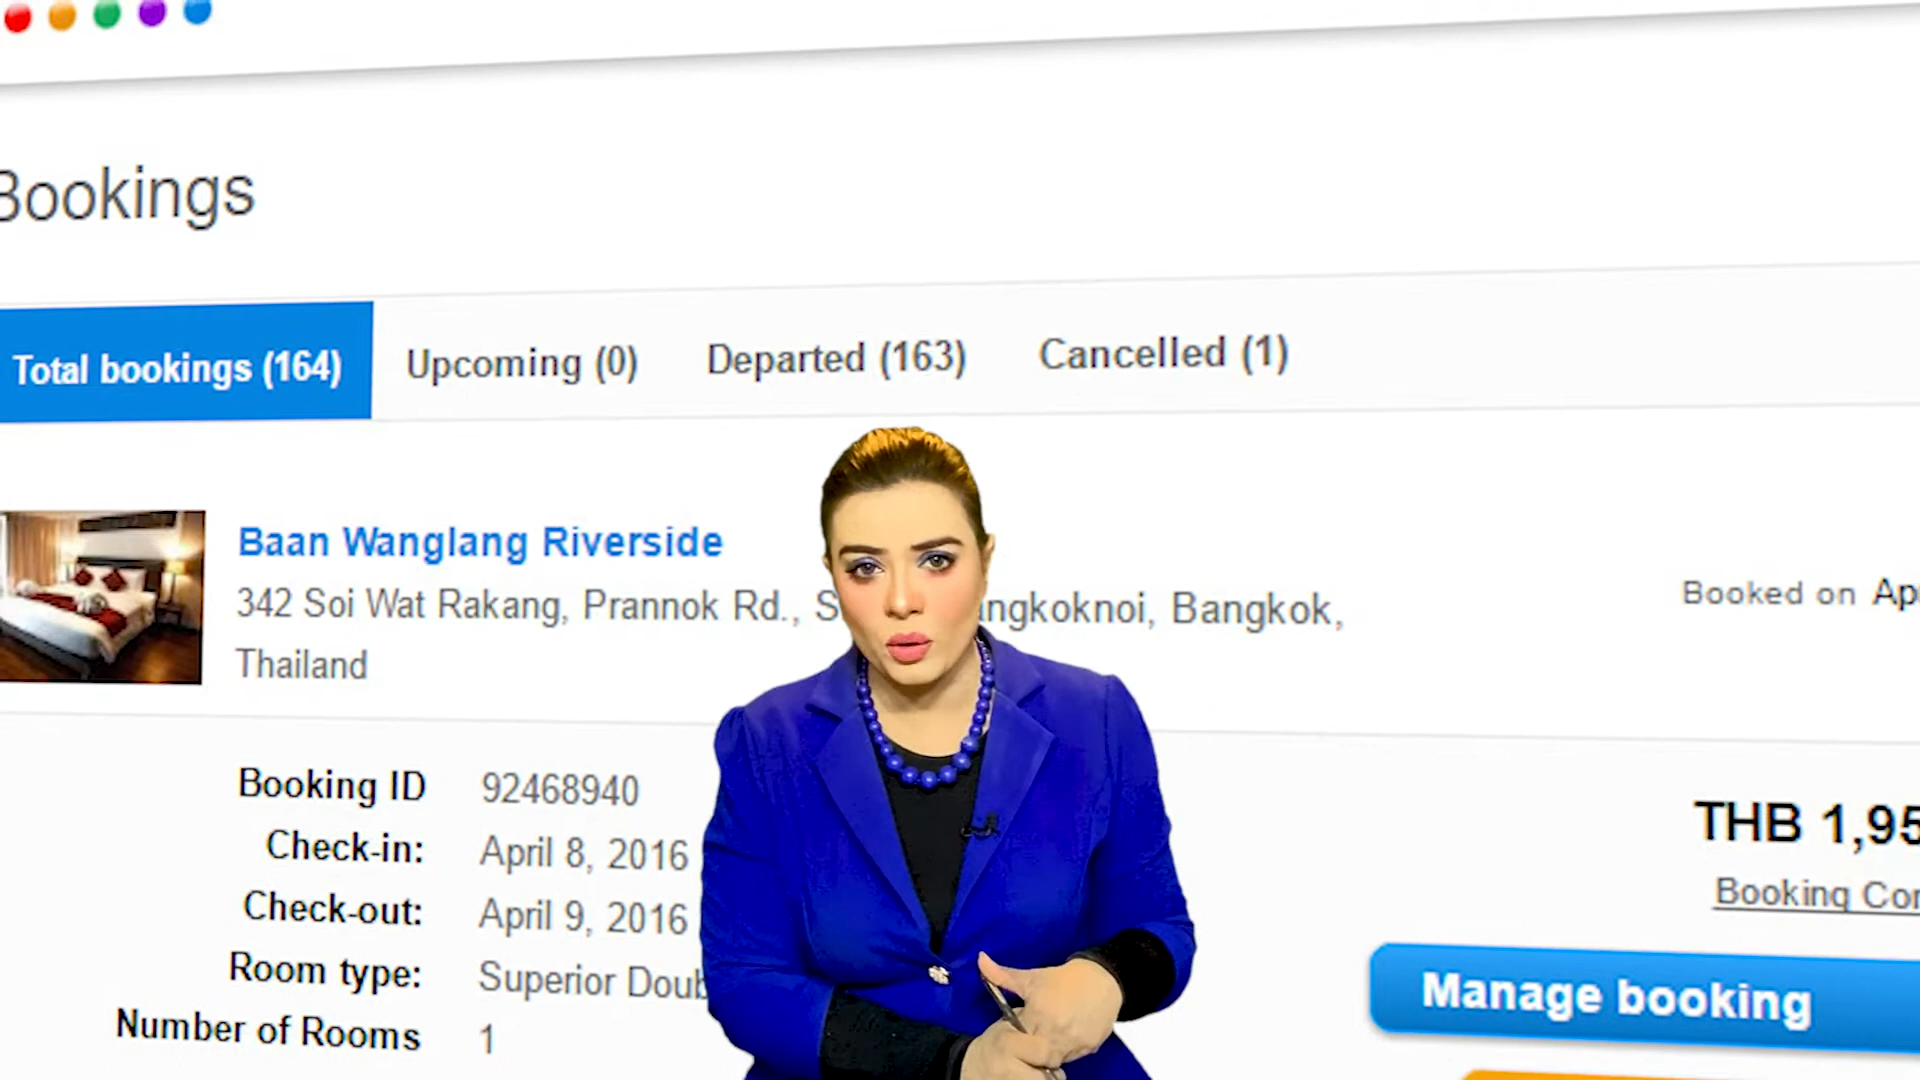 Bookings
Total bookings (164) Upcoming (0) Departed (163) Cancelled (1)
Baan Wanglang Riverside
342 Soi Wat Rakang, Prannok Rd.,
Bangkok,
Thailand
Booked on
Booking ID 92468940
Check-in: April 8, 2016
Check-out: April 9, 2016
Room type: Superior
Number of Rooms 1
THB
Booking
Manage booking